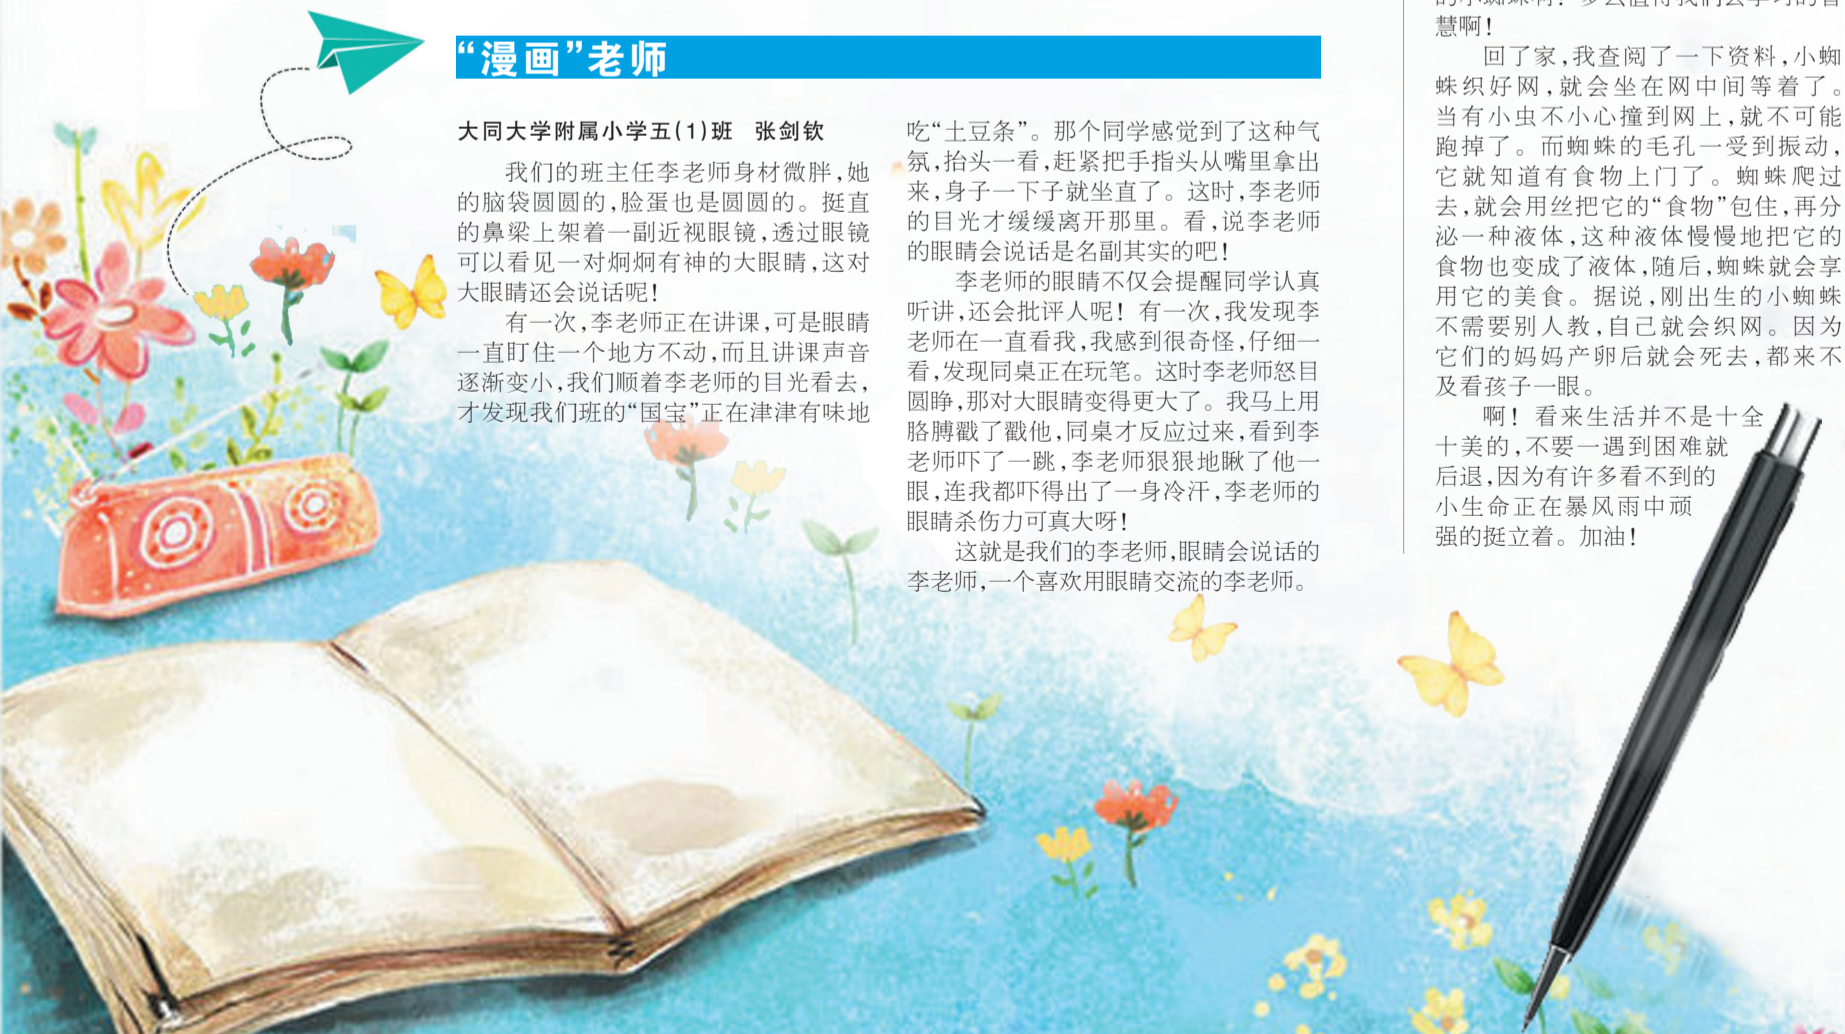 “漫画”老师
大同大学附属小学五(1)班 张剑钦
我们的班主任李老师身材微胖,她
的脑袋圆圆的,脸蛋也是圆圆的。挺直
的鼻梁上架着一副近视眼镜,透过眼镜
可以看见一对炯炯有神的大眼睛,这对
大眼睛还会说话呢!
有一次,李老师正在讲课,可是眼睛
一直盯住一个地方不动,而且讲课声音
逐渐变小,我们顺着李老师的目光看去,
才发现我们班的“国宝”正在津津有味地
吃“土豆条”。那个同学感觉到了这种气
氛,抬头一看,赶紧把手指头从嘴里拿出
来,身子一下子就坐直了。这时,李老师
的目光才缓缓离开那里。看,说李老师
的眼睛会说话是名副其实的吧!
李老师的眼睛不仅会提醒同学认真
听讲,还会批评人呢!有一次,我发现李
老师在一直看我,我感到很奇怪,仔细一
看,发现同桌正在玩笔。这时李老师怒目
圆睁,那对大眼睛变得更大了。我马上用
胳膊戳了戳他,同桌才反应过来,看到李
老师吓了一跳,李老师狠狠地瞅了他一
眼,连我都吓得出了一身冷汗,李老师的
眼睛杀伤力可真大呀!
这就是我们的李老师,眼睛会说话的
李老师,一个喜欢用眼睛交流的李老师。
慧啊!
回了家,我查阅了一下资料,小蜘
蛛织好网,就会坐在网中间等着了。
当有小虫不小心撞到网上,就不可能
跑掉了。而蜘蛛的毛孔一受到振动,
它就知道有食物上门了。蜘蛛爬过
去,就会用丝把它的“食物”包住,再分
泌一种液体,这种液体慢慢地把它的
食物也变成了液体,随后,蜘蛛就会享
用它的美食。据说,刚出生的小蜘蛛
不需要别人教,自己就会织网。因为
它们的妈妈产卵后就会死去,都来不
及看孩子一眼。
啊!看来生活并不是十全
十美的,不要一遇到困难就
后退,因为有许多看不到的
小生命正在暴风雨中顽
强的挺立着。加油!